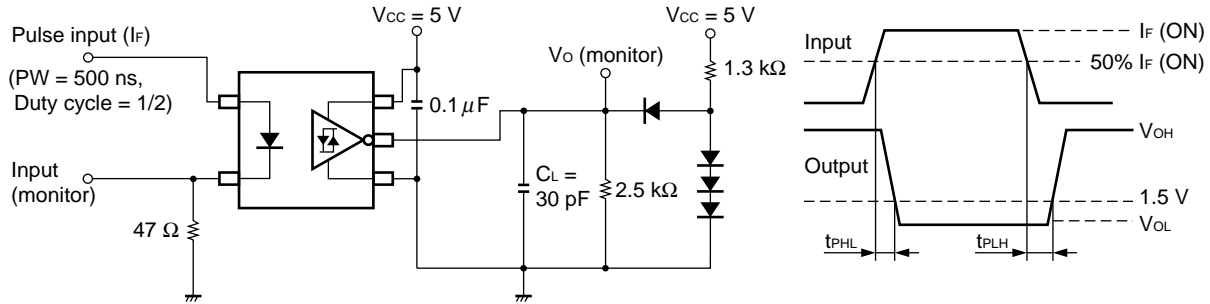 VCC = 5 V
VCC = 5 V
Pulse input (IF)
(PW = 500 ns,
Duty cycle = 1/2)
VO (monitor)
1.3 kΩ
0.1 μF
Input
(monitor)
47 Ω
CL =
30 pF
2.5 kΩ
Input
IF (ON)
50% IF (ON)
Output
VOH
1.5 V
VOL
tPHL
tPLH